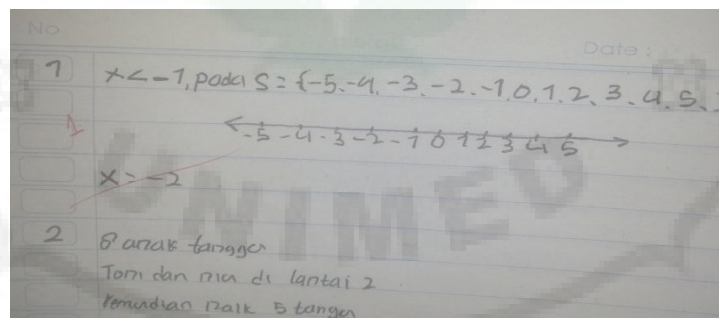 No
Date :
1 x < -1, pada S = {-5, -4, -3, -2, -1, 0, 1, 2, 3, 4, 5,
1
-5 -4 -3 -2 -1 0 1 2 3 4 5
x = -2
2 8 anak tangga
Tom dan nia di lantai 2
Kemudian naik 5 tangga
UNIMED